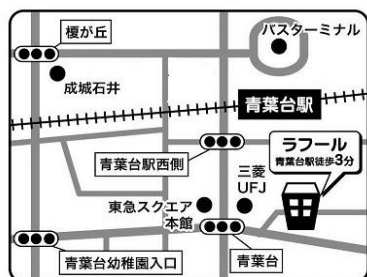 榎が丘
バスターミナル
成城石井
青葉台駅
ラフール
青葉台駅徒歩3分
青葉台駅西側
三菱
UFJ
東急スクエア
本館
青葉台幼稚園入口
青葉台